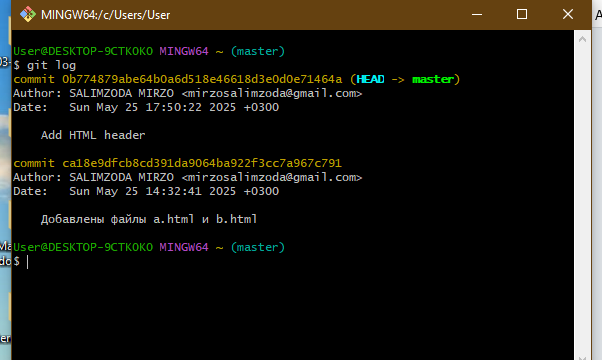 MINGW64:/c/Users/User
User@DESKTOP-9CTKOKO MINGW64 ~ (master)
$ git log
commit 0b774879abe64b0a6d518e46618d3e0d0e71464a (HEAD -> master)
Author: SALIMZODA MIRZO <mirzosalimzoda@gmail.com>
Date:   Sun May 25 17:50:22 2025 +0300
Add HTML header
commit ca18e9dfcb8cd391da9064ba922f3cc7a967c791
Author: SALIMZODA MIRZO <mirzosalimzoda@gmail.com>
Date:   Sun May 25 14:32:41 2025 +0300
Добавлены файлы a.html и b.html
User@DESKTOP-9CTKOKO MINGW64 ~ (master)
$